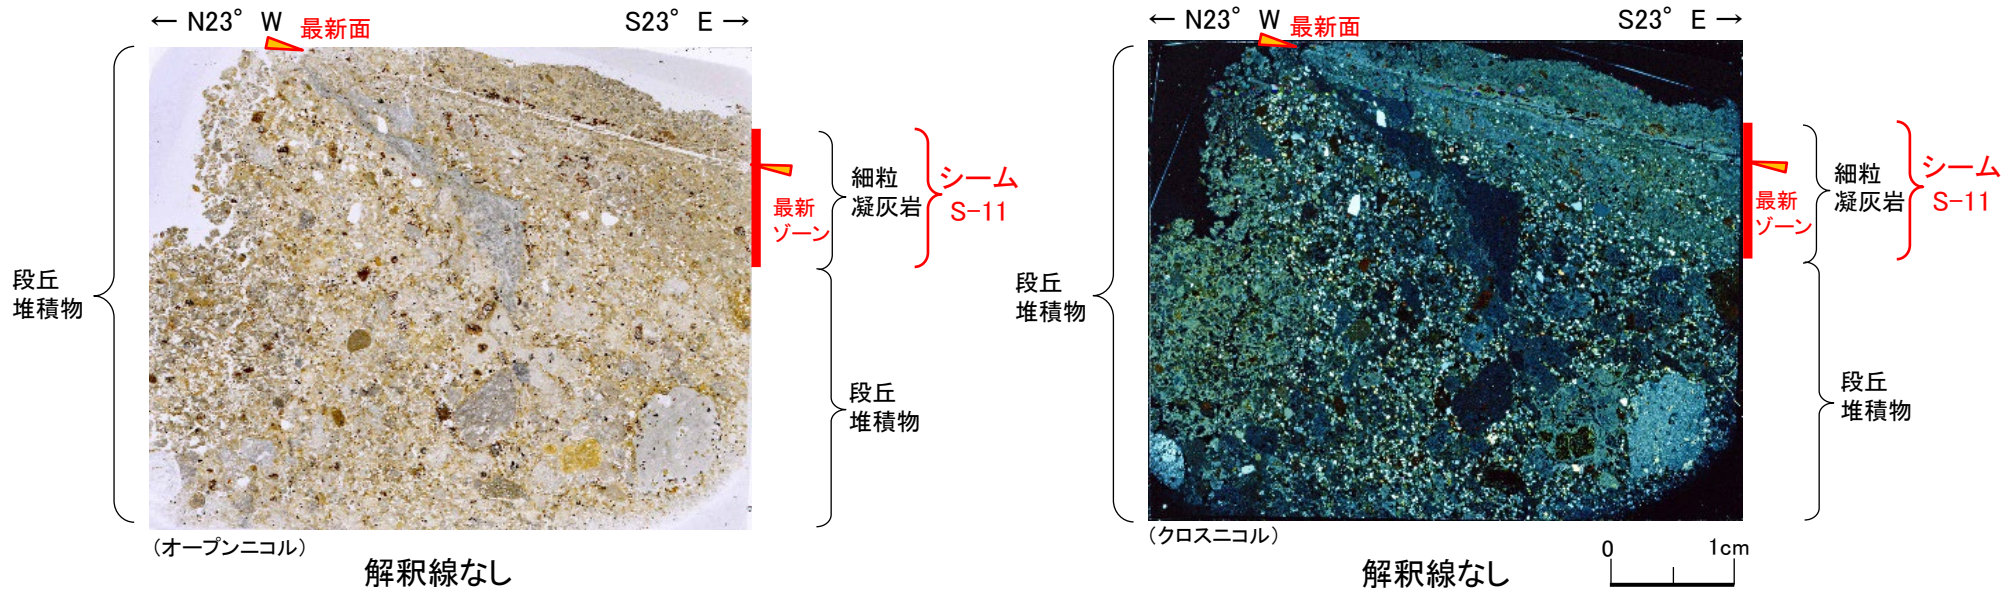 ← N23° W
最新面
S23° E →
段丘
堆積物
細粒
凝灰岩
シーム
S-11
最新
ゾーン
段丘
堆積物
(オープンニコル)
解釈線なし
← N23° W
最新面
S23° E →
段丘
堆積物
細粒
凝灰岩
シーム
S-11
最新
ゾーン
段丘
堆積物
(クロスニコル)
解釈線なし
0 1cm